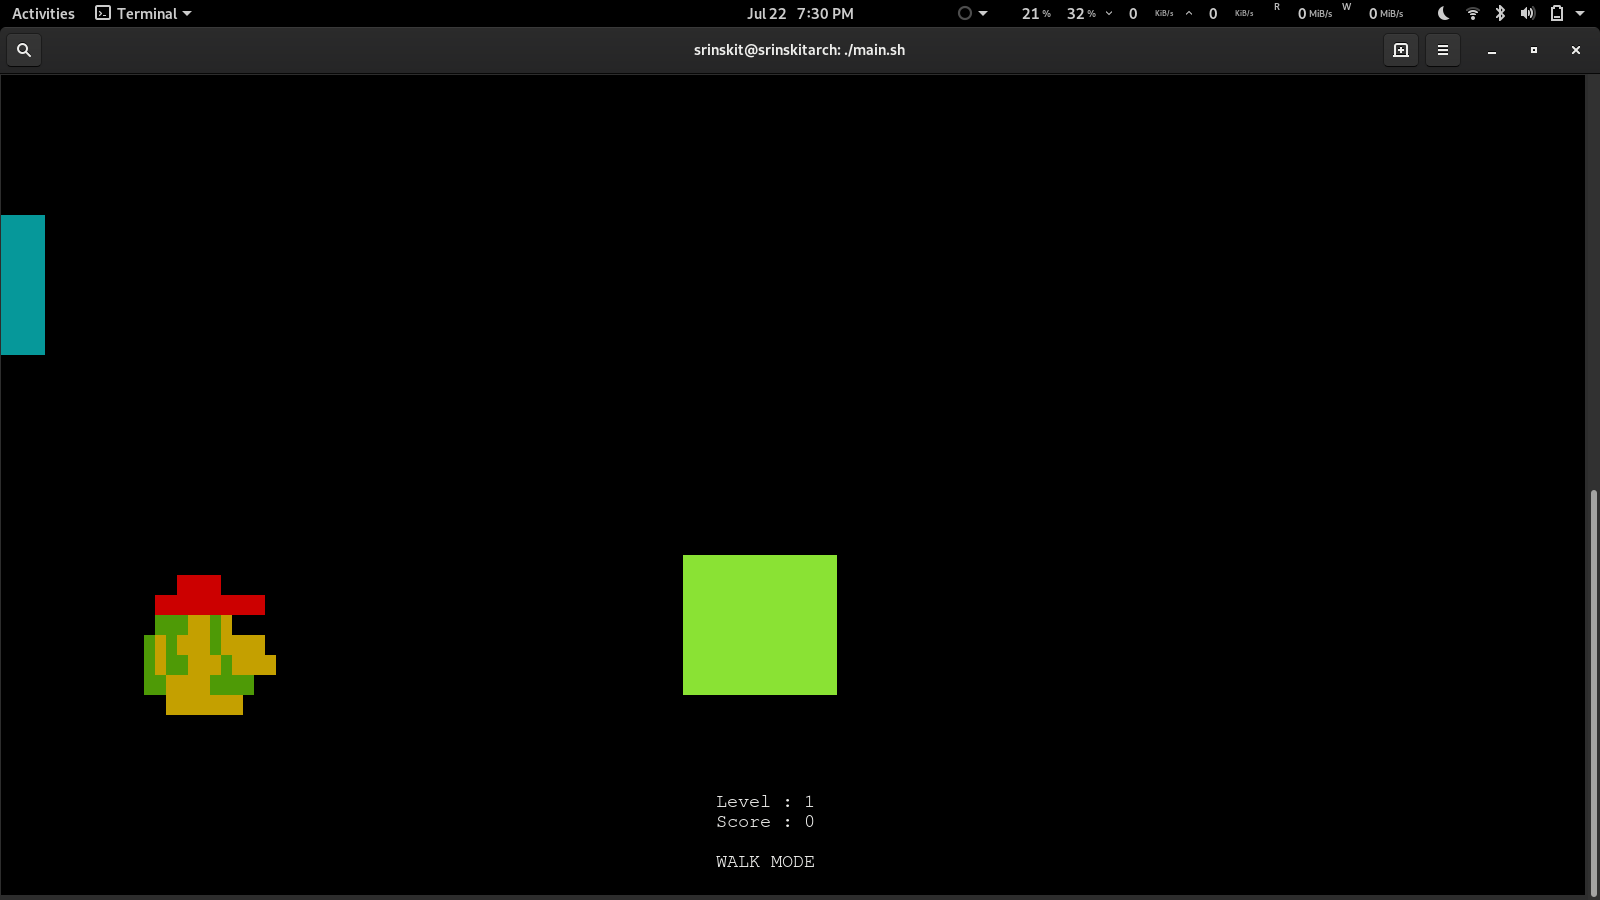 Activities Terminal Jul 22 7:30 PM 21 % 32 % 0 KiB/s 0 KiB/s R 0 MiB/s W 0 MiB/s
srinskit@srinskitarch: ./main.sh
Level : 1
Score : 0
WALK MODE